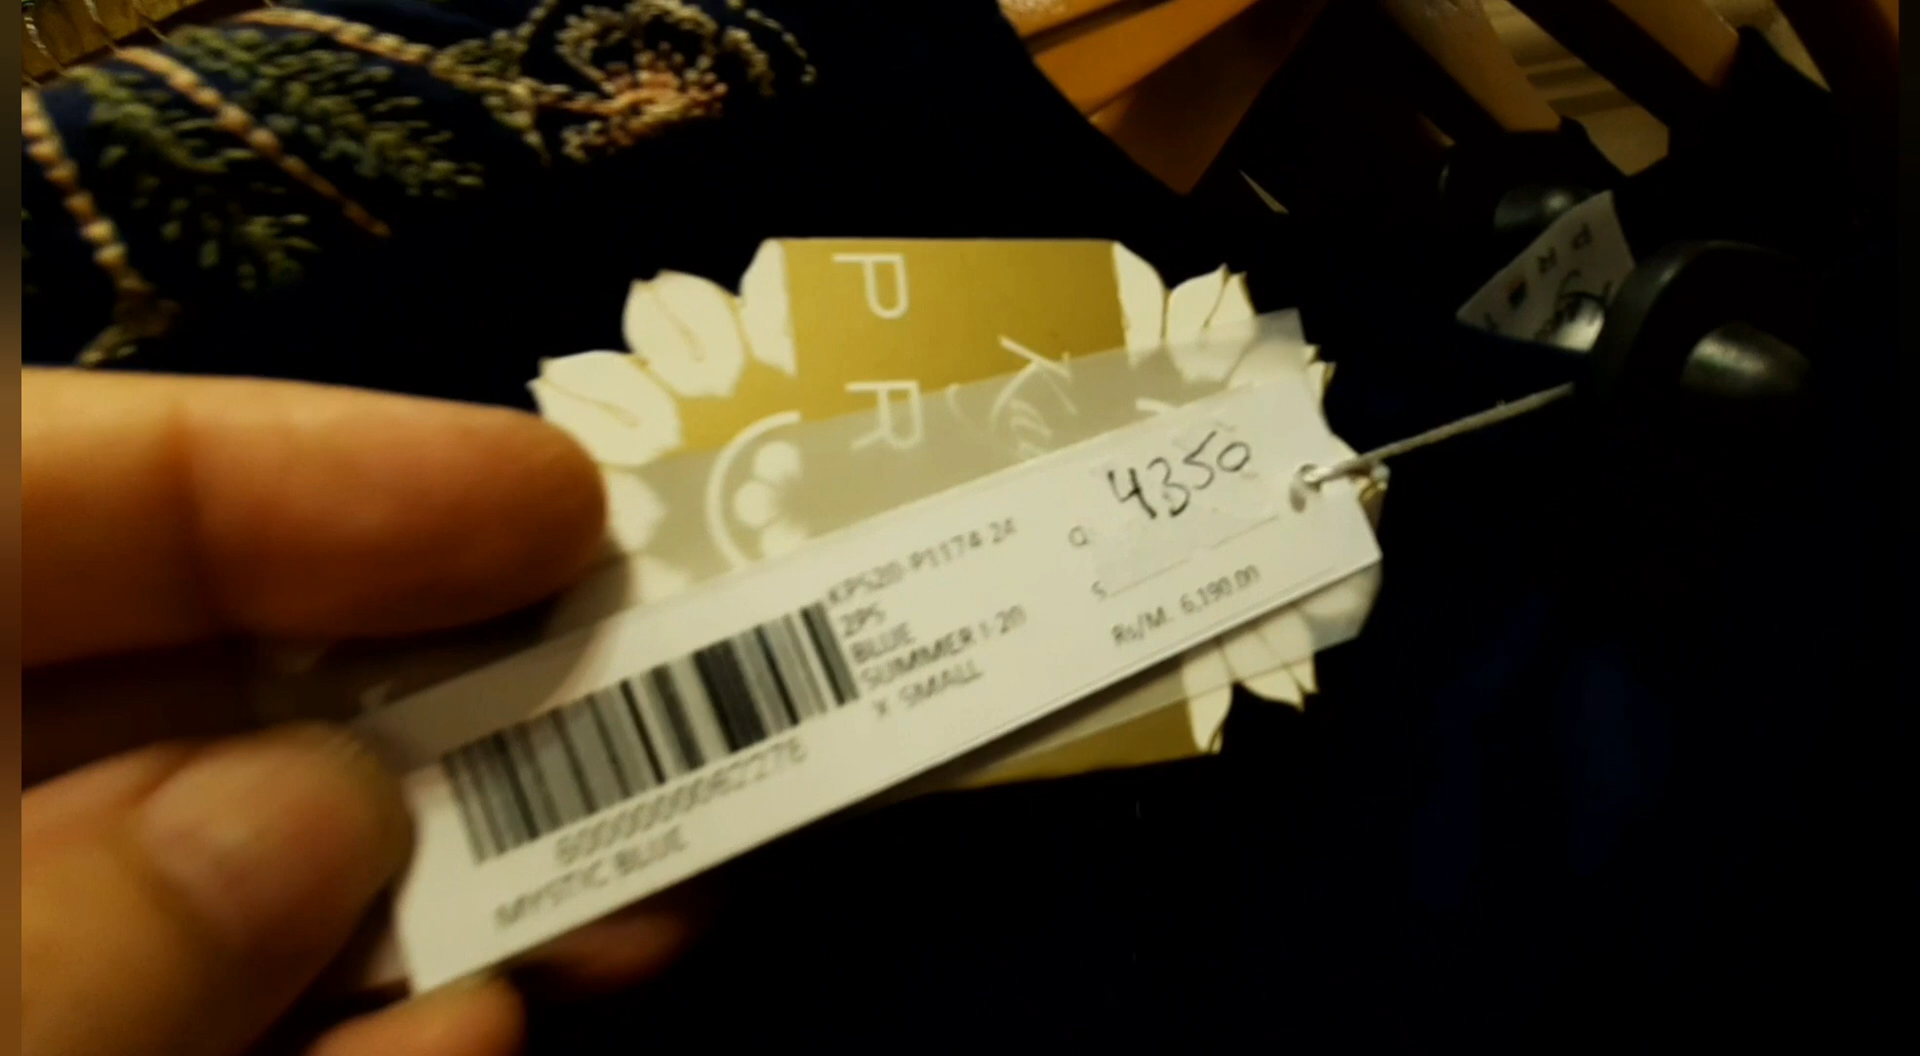 P R
4350
KPS20-P1174-24
2PS
BLUE
SUMMER I-20
X SMALL
Rs/M. 6,190.00
MYSTIC BLUE